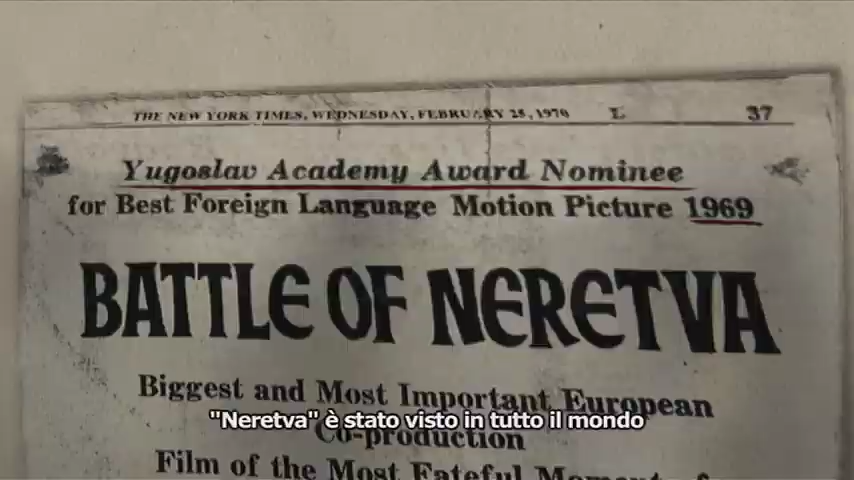 THE NEW YORK TIMES, WEDNESDAY, FEBRUARY 25, 1970 L 37
Yugoslav Academy Award Nominee
for Best Foreign Language Motion Picture 1969
BATTLE OF NERETVA
Biggest and Most Important European
"Neretva" è stato visto in tutto il mondo
Co-production
Film of the Most Fateful